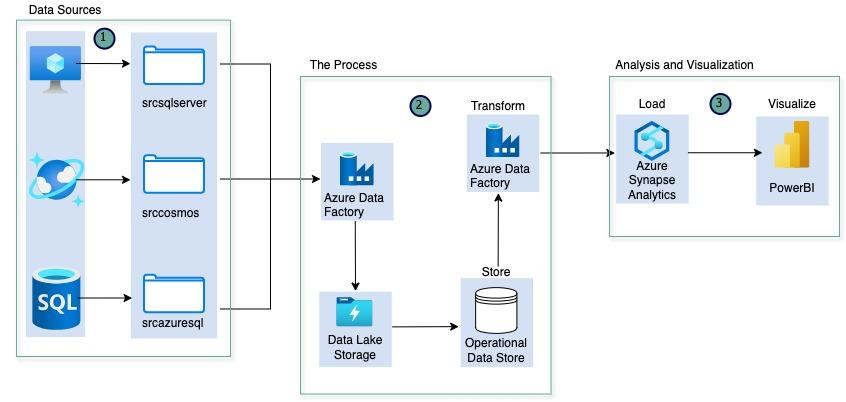 Data Sources
1
srcsqlserver
srccosmos
SQL
srcazuresql
The Process
2
Transform
Azure Data
Factory
Azure Data
Factory
Data Lake
Storage
Store
Operational
Data Store
Analysis and Visualization
3
Load
Visualize
Azure
Synapse
Analytics
PowerBI